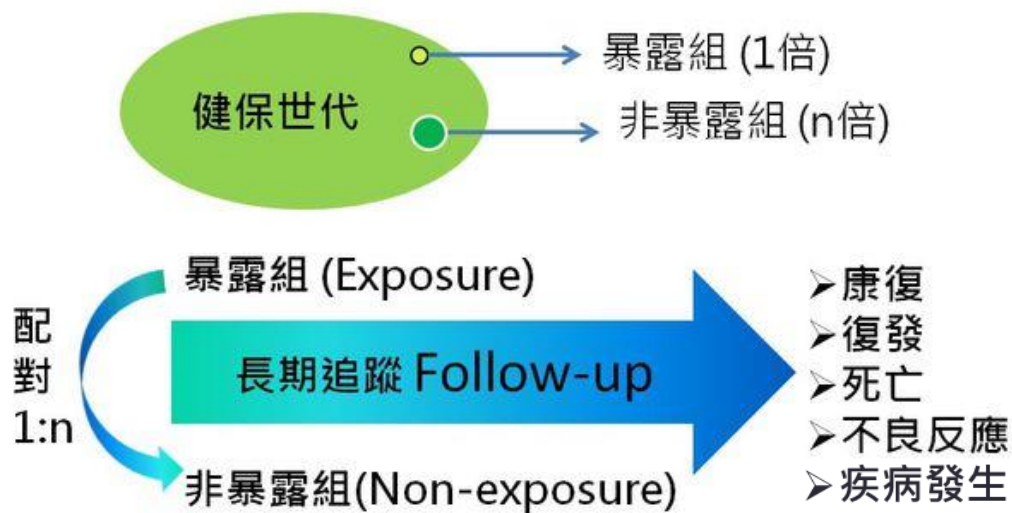 健保世代
暴露組 (1倍)
非暴露組 (n倍)
配
對
1:n
暴露組 (Exposure)
長期追蹤 Follow-up
非暴露組(Non-exposure)
➢康復
➢復發
➢死亡
➢不良反應
➢疾病發生